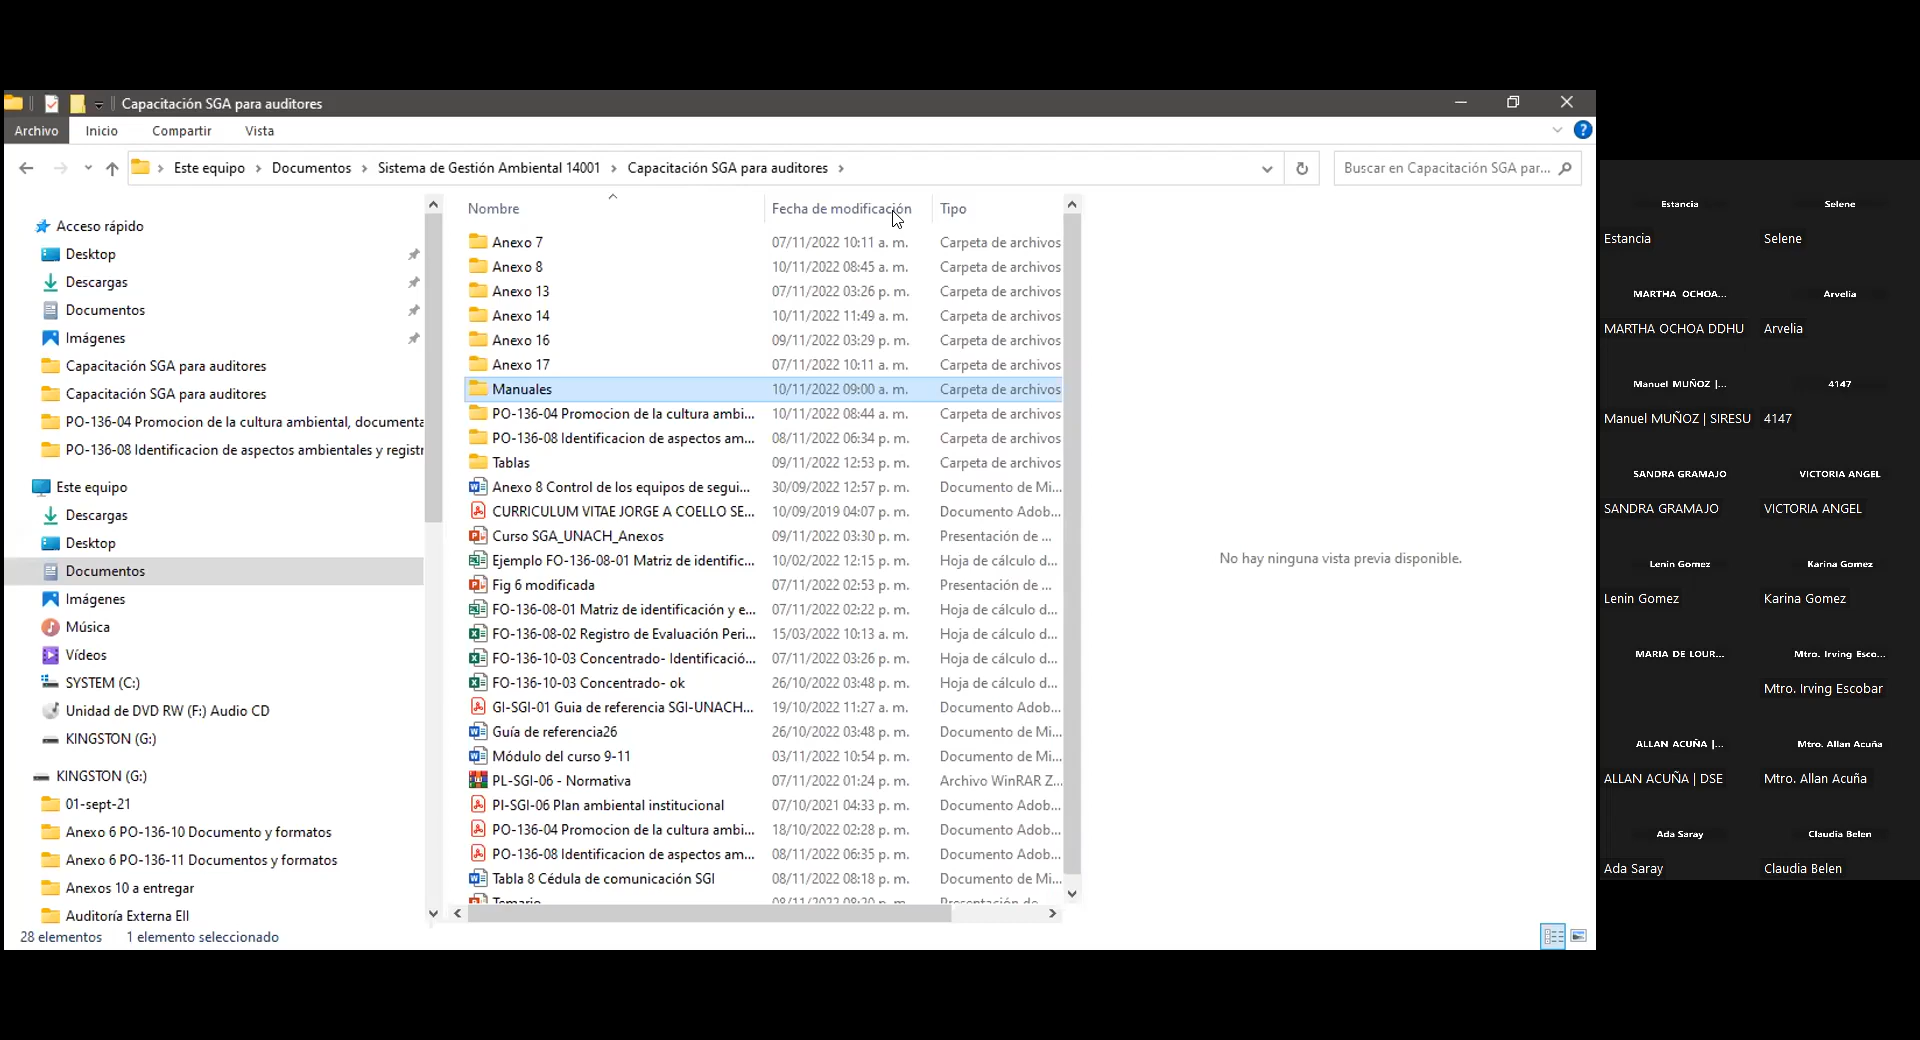 Capacitación SGA para auditores
Archivo Inicio Compartir Vista
Este equipo > Documentos > Sistema de Gestión Ambiental 14001 > Capacitación SGA para auditores >
Buscar en Capacitación SGA par...
Acceso rápido
Desktop
Descargas
Documentos
Imágenes
Capacitación SGA para auditores
Capacitación SGA para auditores
PO-136-04 Promocion de la cultura ambiental, documenta
PO-136-08 Identificacion de aspectos ambientales y registr
Este equipo
Descargas
Desktop
Documentos
Imágenes
Música
Vídeos
SYSTEM (C:)
Unidad de DVD RW (F:) Audio CD
KINGSTON (G:)
KINGSTON (G:)
01-sept-21
Anexo 6 PO-136-10 Documento y formatos
Anexo 6 PO-136-11 Documentos y formatos
Anexos 10 a entregar
Auditoría Externa EII
Nombre Fecha de modificación Tipo
Anexo 7 07/11/2022 10:11 a. m. Carpeta de archivos
Anexo 8 10/11/2022 08:45 a. m. Carpeta de archivos
Anexo 13 07/11/2022 03:26 p. m. Carpeta de archivos
Anexo 14 10/11/2022 11:49 a. m. Carpeta de archivos
Anexo 16 09/11/2022 03:29 p. m. Carpeta de archivos
Anexo 17 07/11/2022 10:11 a. m. Carpeta de archivos
Manuales 10/11/2022 09:00 a. m. Carpeta de archivos
PO-136-04 Promocion de la cultura ambi... 10/11/2022 08:44 a. m. Carpeta de archivos
PO-136-08 Identificacion de aspectos am... 08/11/2022 06:34 p. m. Carpeta de archivos
Tablas 09/11/2022 12:53 p. m. Carpeta de archivos
Anexo 8 Control de los equipos de segui... 30/09/2022 12:57 p. m. Documento de Mi...
CURRICULUM VITAE JORGE A COELLO SE... 10/09/2019 04:07 p. m. Documento Adob...
Curso SGA_UNACH_Anexos 09/11/2022 03:30 p. m. Presentación de ...
Ejemplo FO-136-08-01 Matriz de identific... 10/02/2022 12:15 p. m. Hoja de cálculo d...
Fig 6 modificada 07/11/2022 02:53 p. m. Presentación de ...
FO-136-08-01 Matriz de identificación y e... 07/11/2022 02:22 p. m. Hoja de cálculo d...
FO-136-08-02 Registro de Evaluación Peri... 15/03/2022 10:13 a. m. Hoja de cálculo d...
FO-136-10-03 Concentrado- Identificació... 07/11/2022 03:26 p. m. Hoja de cálculo d...
FO-136-10-03 Concentrado- ok 26/10/2022 03:48 p. m. Hoja de cálculo d...
GI-SGI-01 Guia de referencia SGI-UNACH... 19/10/2022 11:27 a. m. Documento Adob...
Guía de referencia26 26/10/2022 03:48 p. m. Documento de Mi...
Módulo del curso 9-11 03/11/2022 10:54 p. m. Documento de Mi...
PL-SGI-06 - Normativa 07/11/2022 01:24 p. m. Archivo WinRAR Z...
PI-SGI-06 Plan ambiental institucional 07/10/2021 04:33 p. m. Documento Adob...
PO-136-04 Promocion de la cultura ambi... 18/10/2022 02:28 p. m. Documento Adob...
PO-136-08 Identificacion de aspectos am... 08/11/2022 06:35 p. m. Documento Adob...
Tabla 8 Cédula de comunicación SGI 08/11/2022 08:18 p. m. Documento de Mi...
Temario 08/11/2022 08:20 p. m. Presentación de ...
No hay ninguna vista previa disponible.
28 elementos 1 elemento seleccionado
Estancia Selene
Estancia Selene
MARTHA OCHOA... Arvelia
MARTHA OCHOA DDHU Arvelia
Manuel MUÑOZ |... 4147
Manuel MUÑOZ | SIRESU 4147
SANDRA GRAMAJO VICTORIA ANGEL
SANDRA GRAMAJO VICTORIA ANGEL
Lenin Gomez Karina Gomez
Lenin Gomez Karina Gomez
MARIA DE LOUR... Mtro. Irving Esco...
Mtro. Irving Escobar
ALLAN ACUÑA |... Mtro. Allan Acuña
ALLAN ACUÑA | DSE Mtro. Allan Acuña
Ada Saray Claudia Belen
Ada Saray Claudia Belen